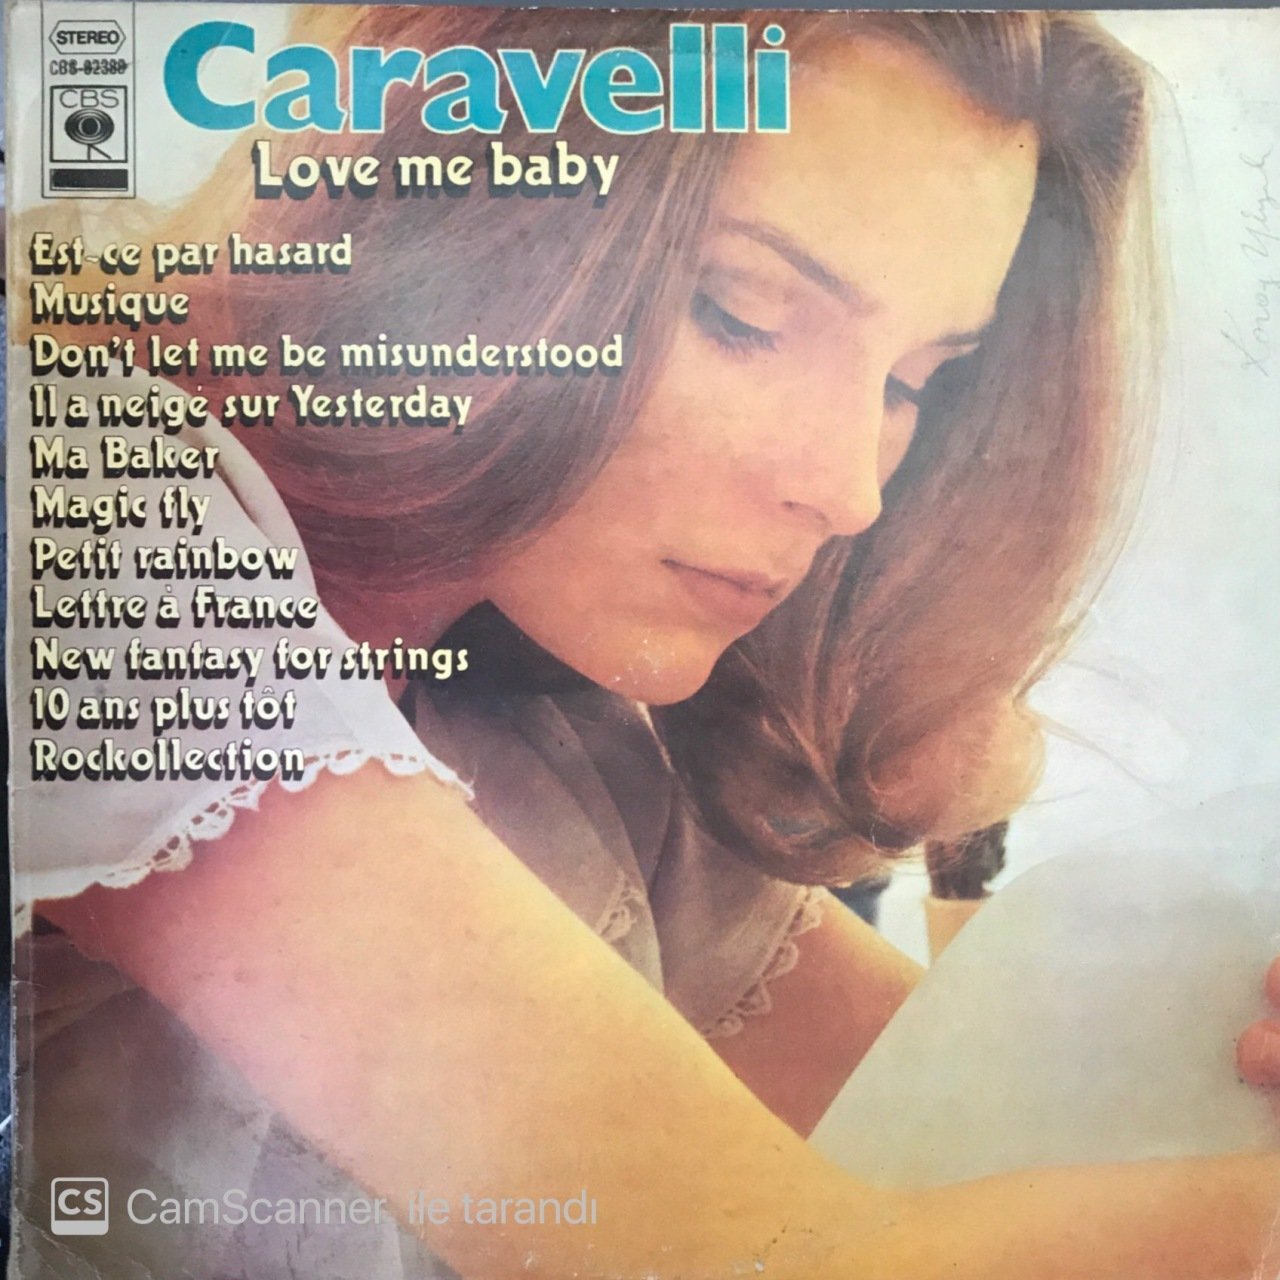 STEREO
CBS-82388
CBS
Caravelli
Love me baby
Est-ce par hasard
Musique
Don't let me be misunderstood
Il a neigé sur Yesterday
Ma Baker
Magic fly
Petit rainbow
Lettre à France
New fantasy for strings
10 ans plus tôt
Rockollection
CS CamScanner ile tarandı